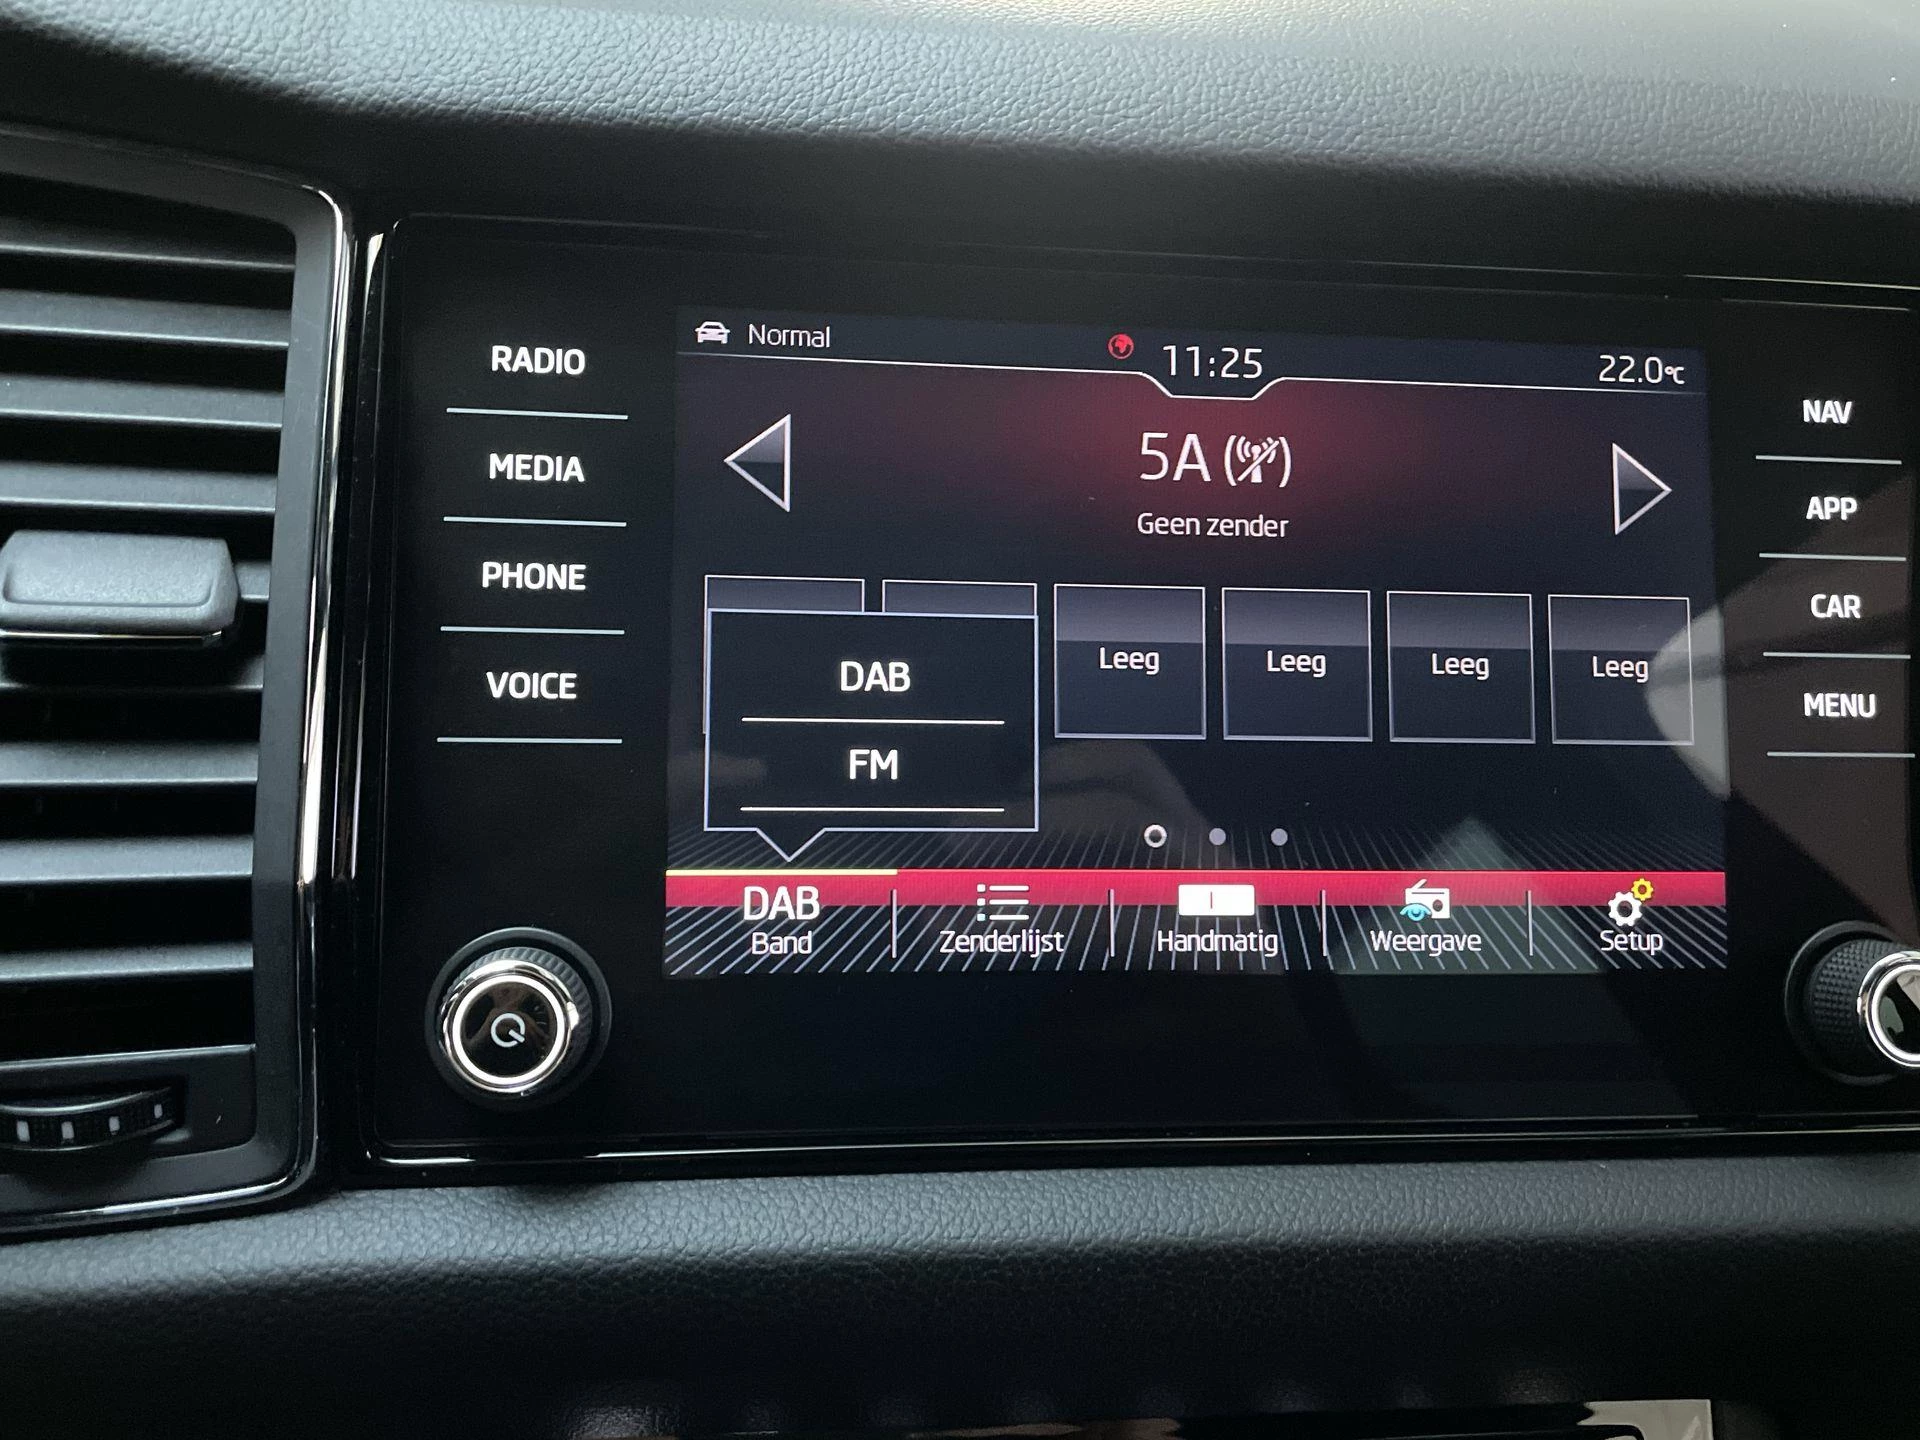 RADIO
MEDIA
PHONE
VOICE
Normal
11:25
22.0°C
5A
Geen zender
DAB
FM
Leeg
Leeg
Leeg
Leeg
DAB
Band
Zenderlijst
Handmatig
Weergave
Setup
NAV
APP
CAR
MENU